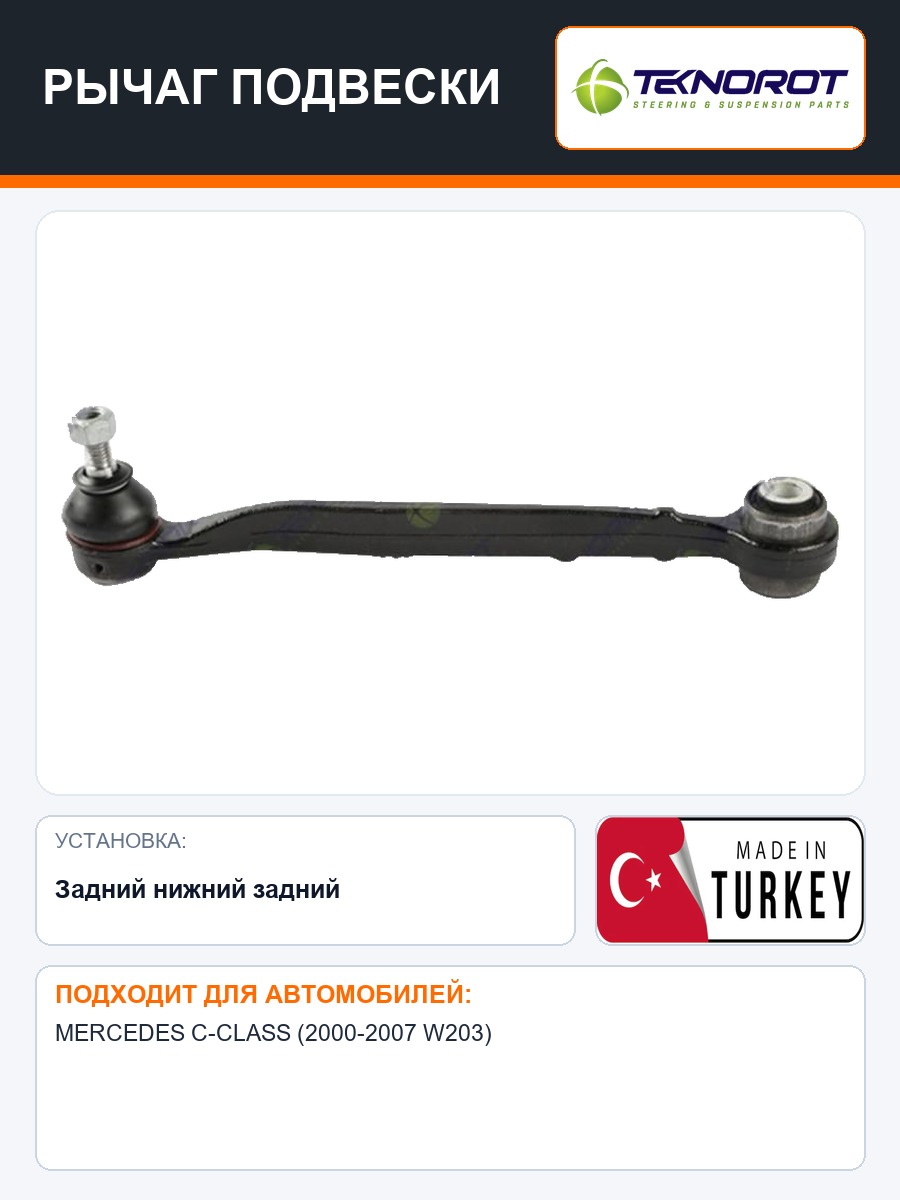 РЫЧАГ ПОДВЕСКИ
TEKNOROT
STEERING & SUSPENSION PARTS
УСТАНОВКА:
Задний нижний задний
MADE IN
TURKEY
ПОДХОДИТ ДЛЯ АВТОМОБИЛЕЙ:
MERCEDES C-CLASS (2000-2007 W203)